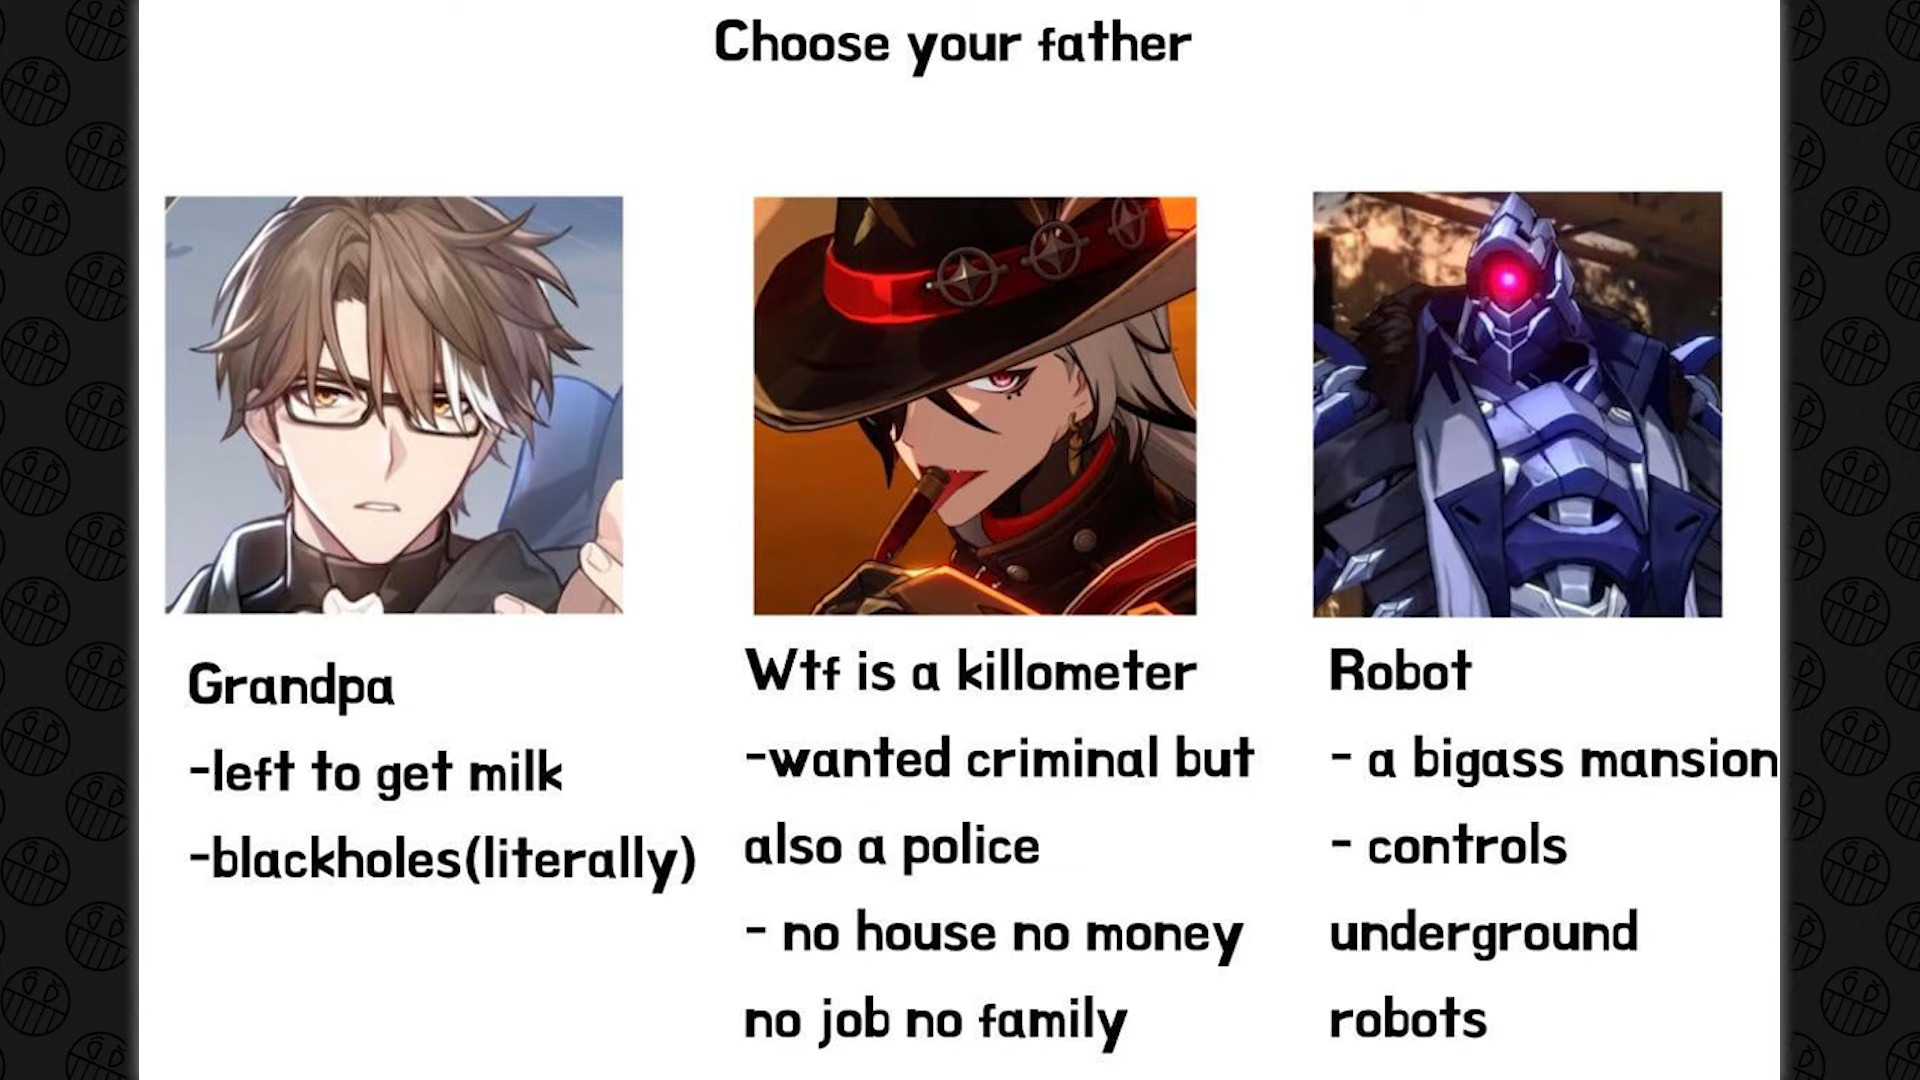 Choose your father
Grandpa
-left to get milk
-blackholes(literally)
Wtf is a killometer
-wanted criminal but
also a police
- no house no money
no job no family
Robot
- a bigass mansion
- controls
underground
robots